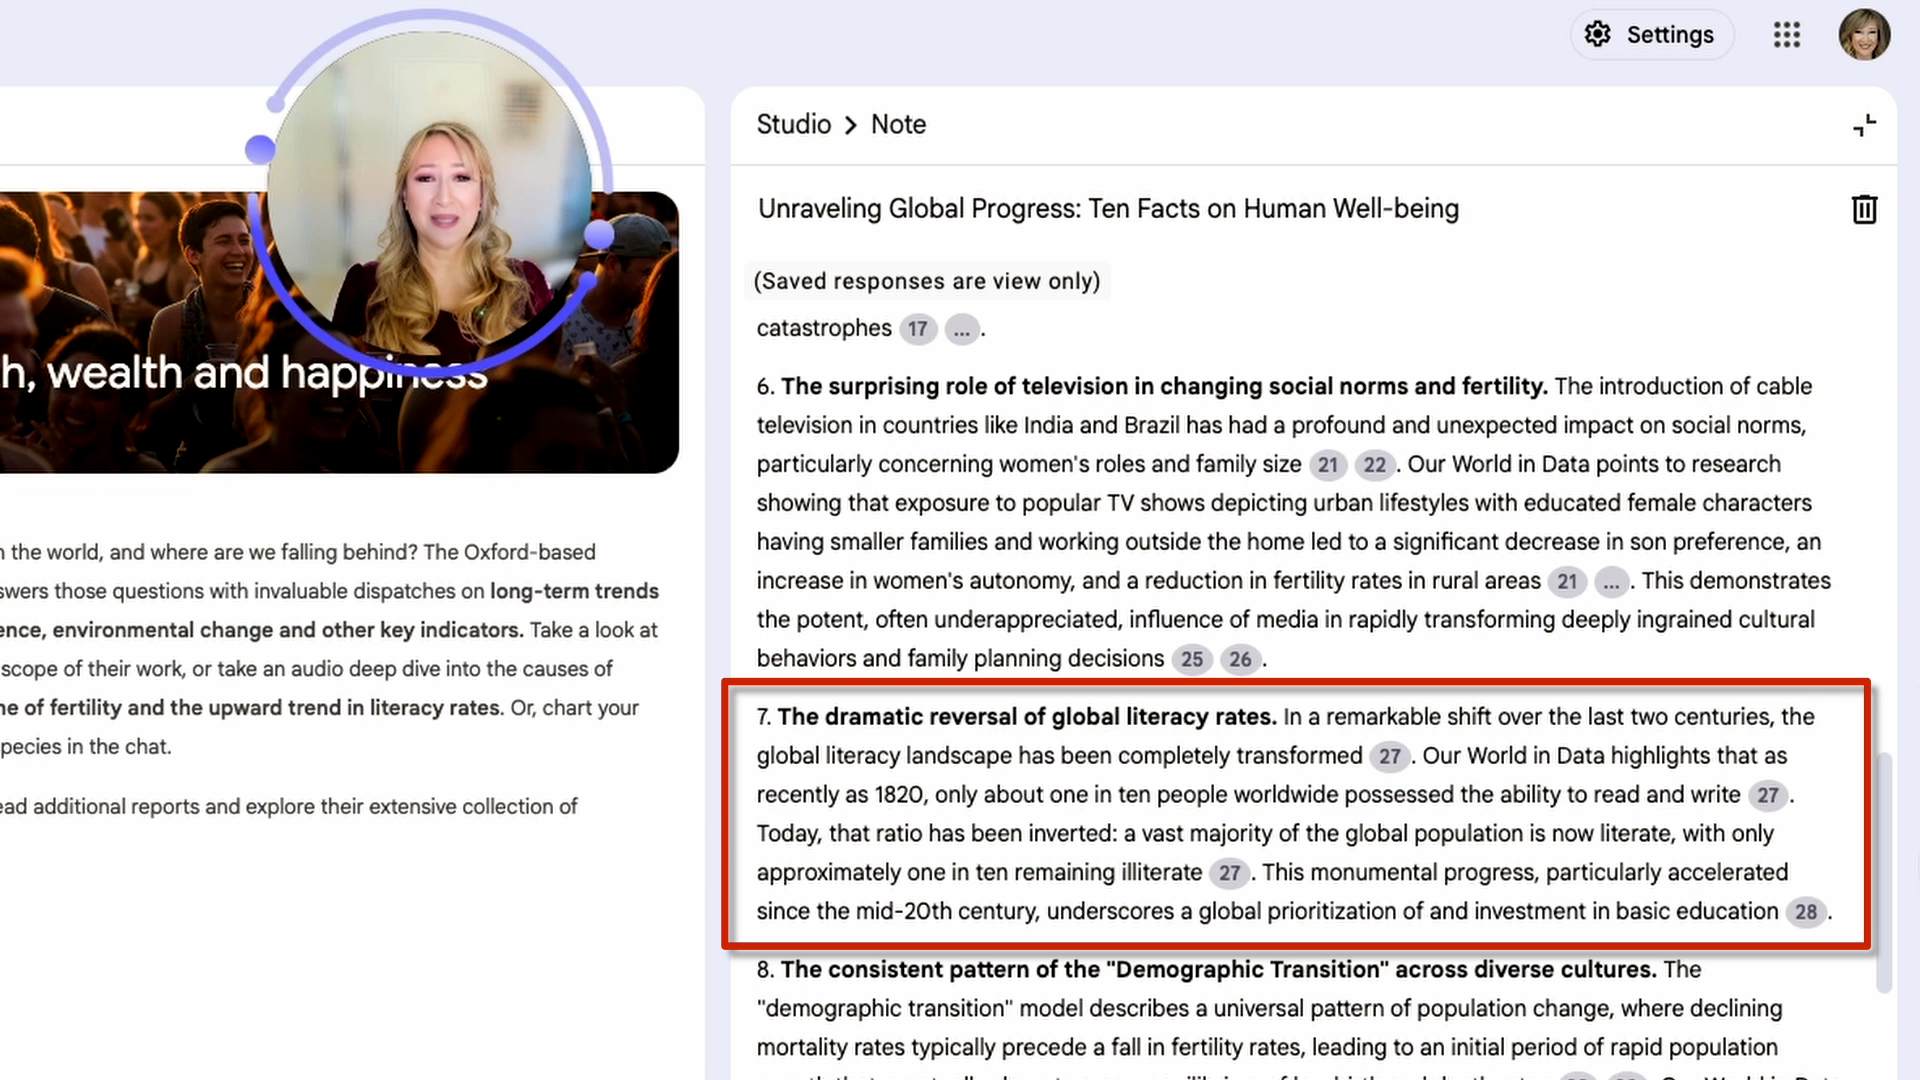 Settings
h, wealth and happiness
n the world, and where are we falling behind? The Oxford-based
swers those questions with invaluable dispatches on long-term trends
ence, environmental change and other key indicators. Take a look at
scope of their work, or take an audio deep dive into the causes of
ne of fertility and the upward trend in literacy rates. Or, chart your
pecies in the chat.
ead additional reports and explore their extensive collection of
Studio > Note
Unraveling Global Progress: Ten Facts on Human Well-being
(Saved responses are view only)
catastrophes 17 ... .
6. The surprising role of television in changing social norms and fertility. The introduction of cable
television in countries like India and Brazil has had a profound and unexpected impact on social norms,
particularly concerning women's roles and family size 21 22 . Our World in Data points to research
showing that exposure to popular TV shows depicting urban lifestyles with educated female characters
having smaller families and working outside the home led to a significant decrease in son preference, an
increase in women's autonomy, and a reduction in fertility rates in rural areas 21 ... . This demonstrates
the potent, often underappreciated, influence of media in rapidly transforming deeply ingrained cultural
behaviors and family planning decisions 25 26 .
7. The dramatic reversal of global literacy rates. In a remarkable shift over the last two centuries, the
global literacy landscape has been completely transformed 27 . Our World in Data highlights that as
recently as 1820, only about one in ten people worldwide possessed the ability to read and write 27 .
Today, that ratio has been inverted: a vast majority of the global population is now literate, with only
approximately one in ten remaining illiterate 27 . This monumental progress, particularly accelerated
since the mid-20th century, underscores a global prioritization of and investment in basic education 28 .
8. The consistent pattern of the "Demographic Transition" across diverse cultures. The
"demographic transition" model describes a universal pattern of population change, where declining
mortality rates typically precede a fall in fertility rates, leading to an initial period of rapid population